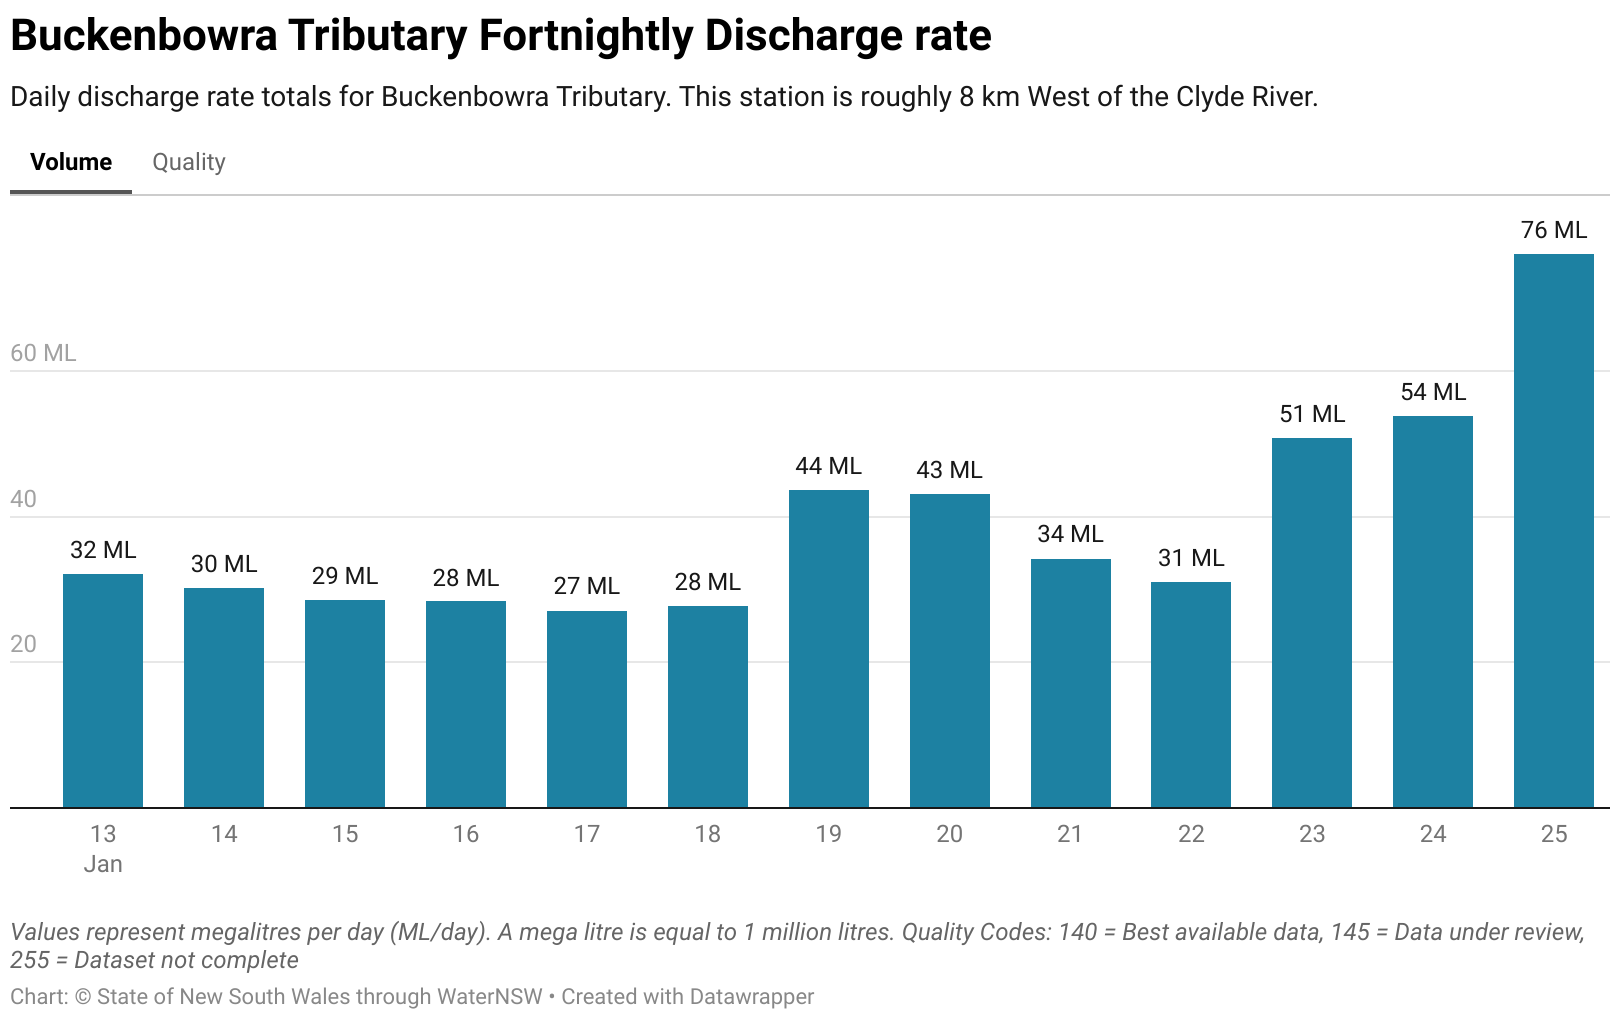 Buckenbowra Tributary Fortnightly Discharge rate
Daily discharge rate totals for Buckenbowra Tributary. This station is roughly 8 km West of the Clyde River.
Volume Quality
76 ML
60 ML
54 ML
51 ML
44 ML
43 ML
40
34 ML
32 ML
31 ML
30 ML
29 ML
28 ML
28 ML
27 ML
20
13 14 15 16 17 18 19 20 21 22 23 24 25
Jan
Values represent megalitres per day (ML/day). A mega litre is equal to 1 million litres. Quality Codes: 140 = Best available data, 145 = Data under review,
255 = Dataset not complete
Chart: © State of New South Wales through WaterNSW • Created with Datawrapper